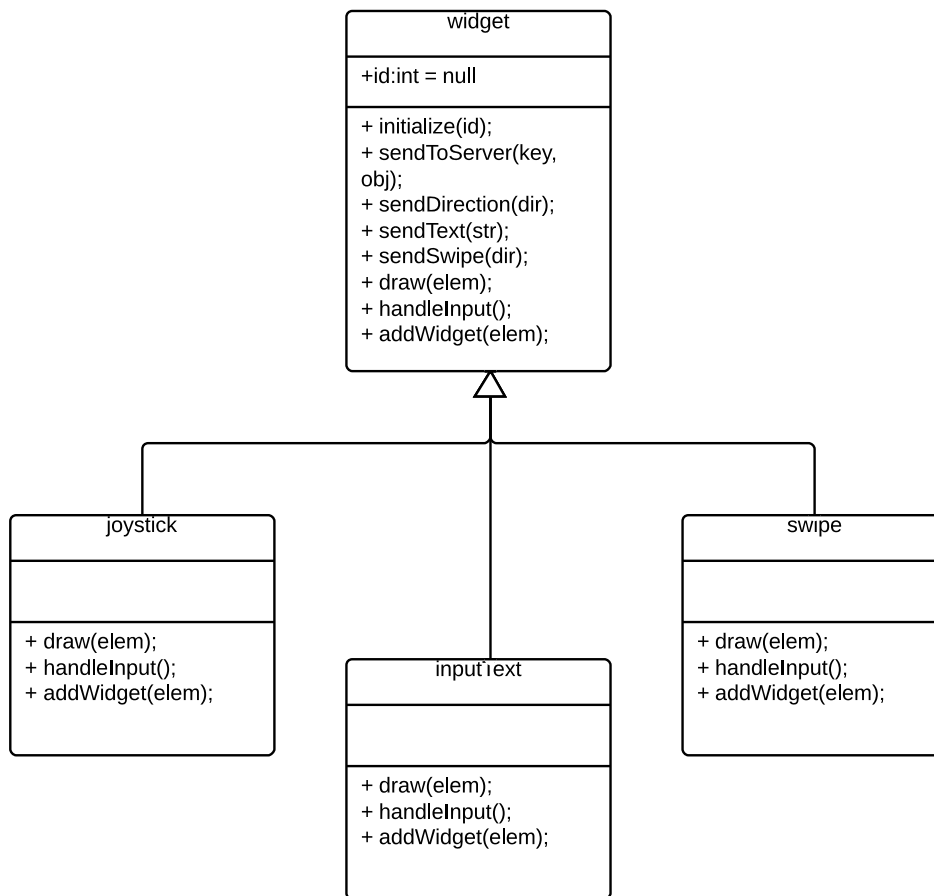 widget
+id:int = null
+ initialize(id);
+ sendToServer(key,
obj);
+ sendDirection(dir);
+ sendText(str);
+ sendSwipe(dir);
+ draw(elem);
+ handleInput();
+ addWidget(elem);
joystick
+ draw(elem);
+ handleInput();
+ addWidget(elem);
inputText
+ draw(elem);
+ handleInput();
+ addWidget(elem);
swipe
+ draw(elem);
+ handleInput();
+ addWidget(elem);